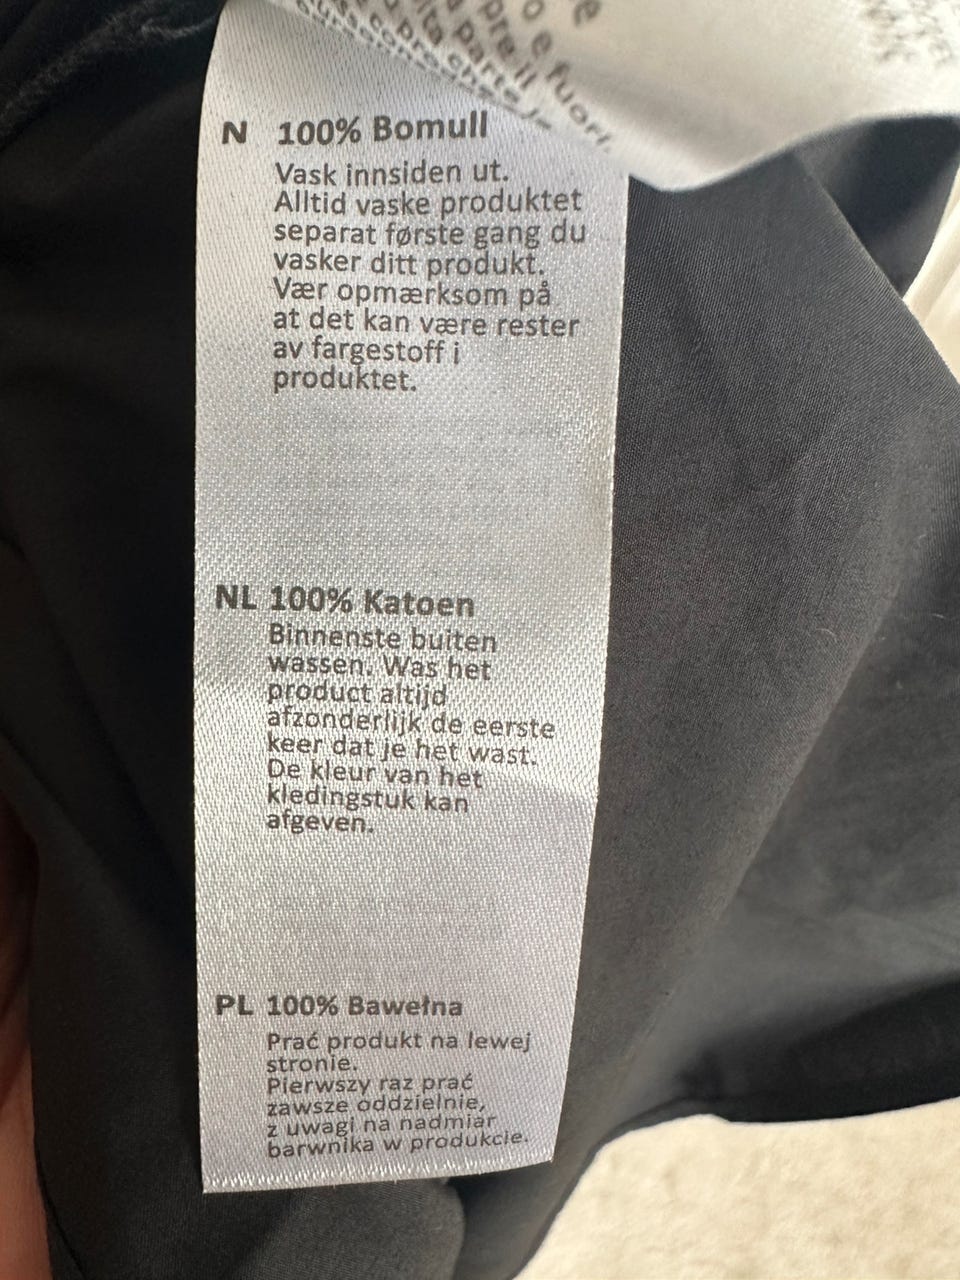 N 100% Bomull
Vask innsiden ut.
Alltid vaske produktet
separat første gang du
vasker ditt produkt.
Vær opmærksom på
at det kan være rester
av fargestoff i
produktet.
NL 100% Katoen
Binnenste buiten
wassen. Was het
product altijd
afzonderlijk de eerste
keer dat je het wast.
De kleur van het
kledingstuk kan
afgeven.
PL 100% Bawełna
Prać produkt na lewej
stronie.
Pierwszy raz prać
zawsze oddzielnie,
z uwagi na nadmiar
barwnika w produkcie.